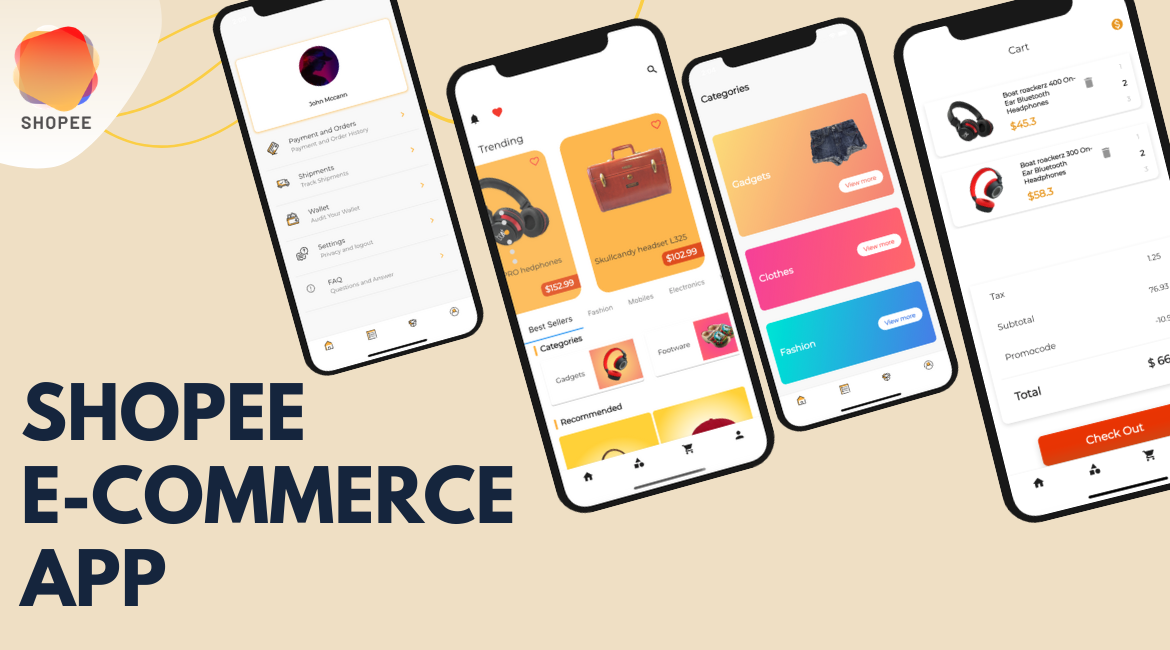 SHOPEE
SHOPEE
E-COMMERCE
APP
John Mccann
Payment and Orders
Payment and Order History
Shipments
Track Shipments
Wallet
Audit Your Wallet
Settings
Privacy and logout
FAQ
Questions and Answer
Trending
PRO hedphones
$152.99
Skullcandy headset L325
$102.99
Best Sellers
Fashion
Mobiles
Electronics
Categories
Gadgets
Footware
Recommended
Categories
Gadgets
View more
Clothes
View more
Fashion
View more
Cart
$
Boat roackerz 400 On-
Ear Bluetooth
Headphones
$45.3
1
2
3
Boat roackerz 300 On-
Ear Bluetooth
Headphones
$58.3
1
2
3
Tax
1.25
Subtotal
76.93
Promocode
Total
$ 66
Check Out